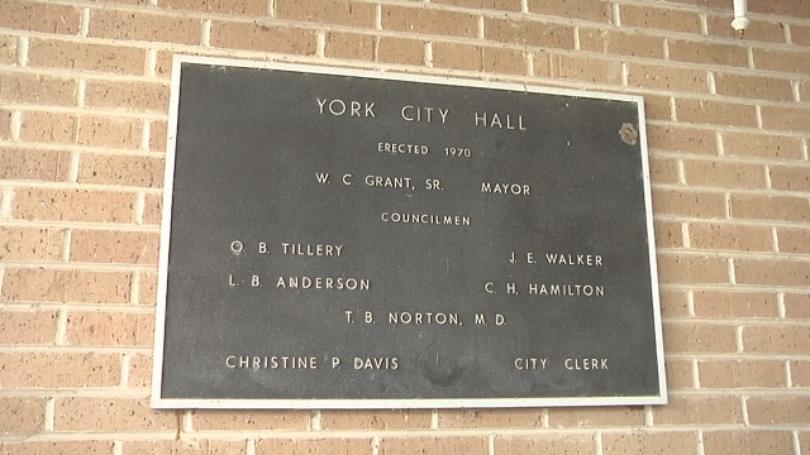 YORK CITY HALL
ERECTED 1970
W. C. GRANT, SR. MAYOR
COUNCILMEN
O. B. TILLERY J. E. WALKER
L. B. ANDERSON C. H. HAMILTON
T. B. NORTON, M. D.
CHRISTINE P. DAVIS CITY CLERK